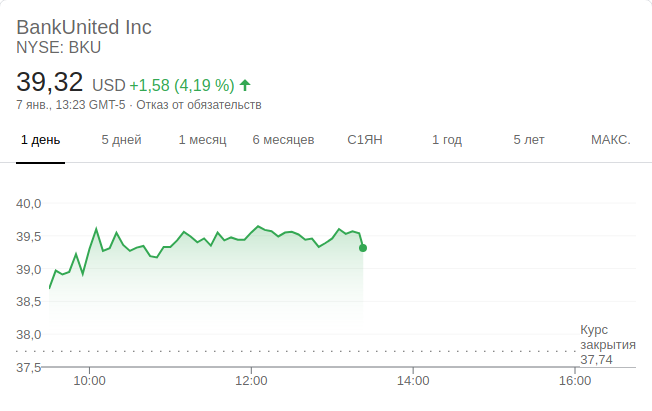 BankUnited Inc
NYSE: BKU
39,32 USD +1,58 (4,19 %)
7 янв., 13:23 GMT-5 · Отказ от обязательств
1 день 5 дней 1 месяц 6 месяцев С1ЯН 1 год 5 лет МАКС.
40,0
39,5
39,0
38,5
38,0
Курс
закрытия
37,74
37,5
10:00 12:00 14:00 16:00